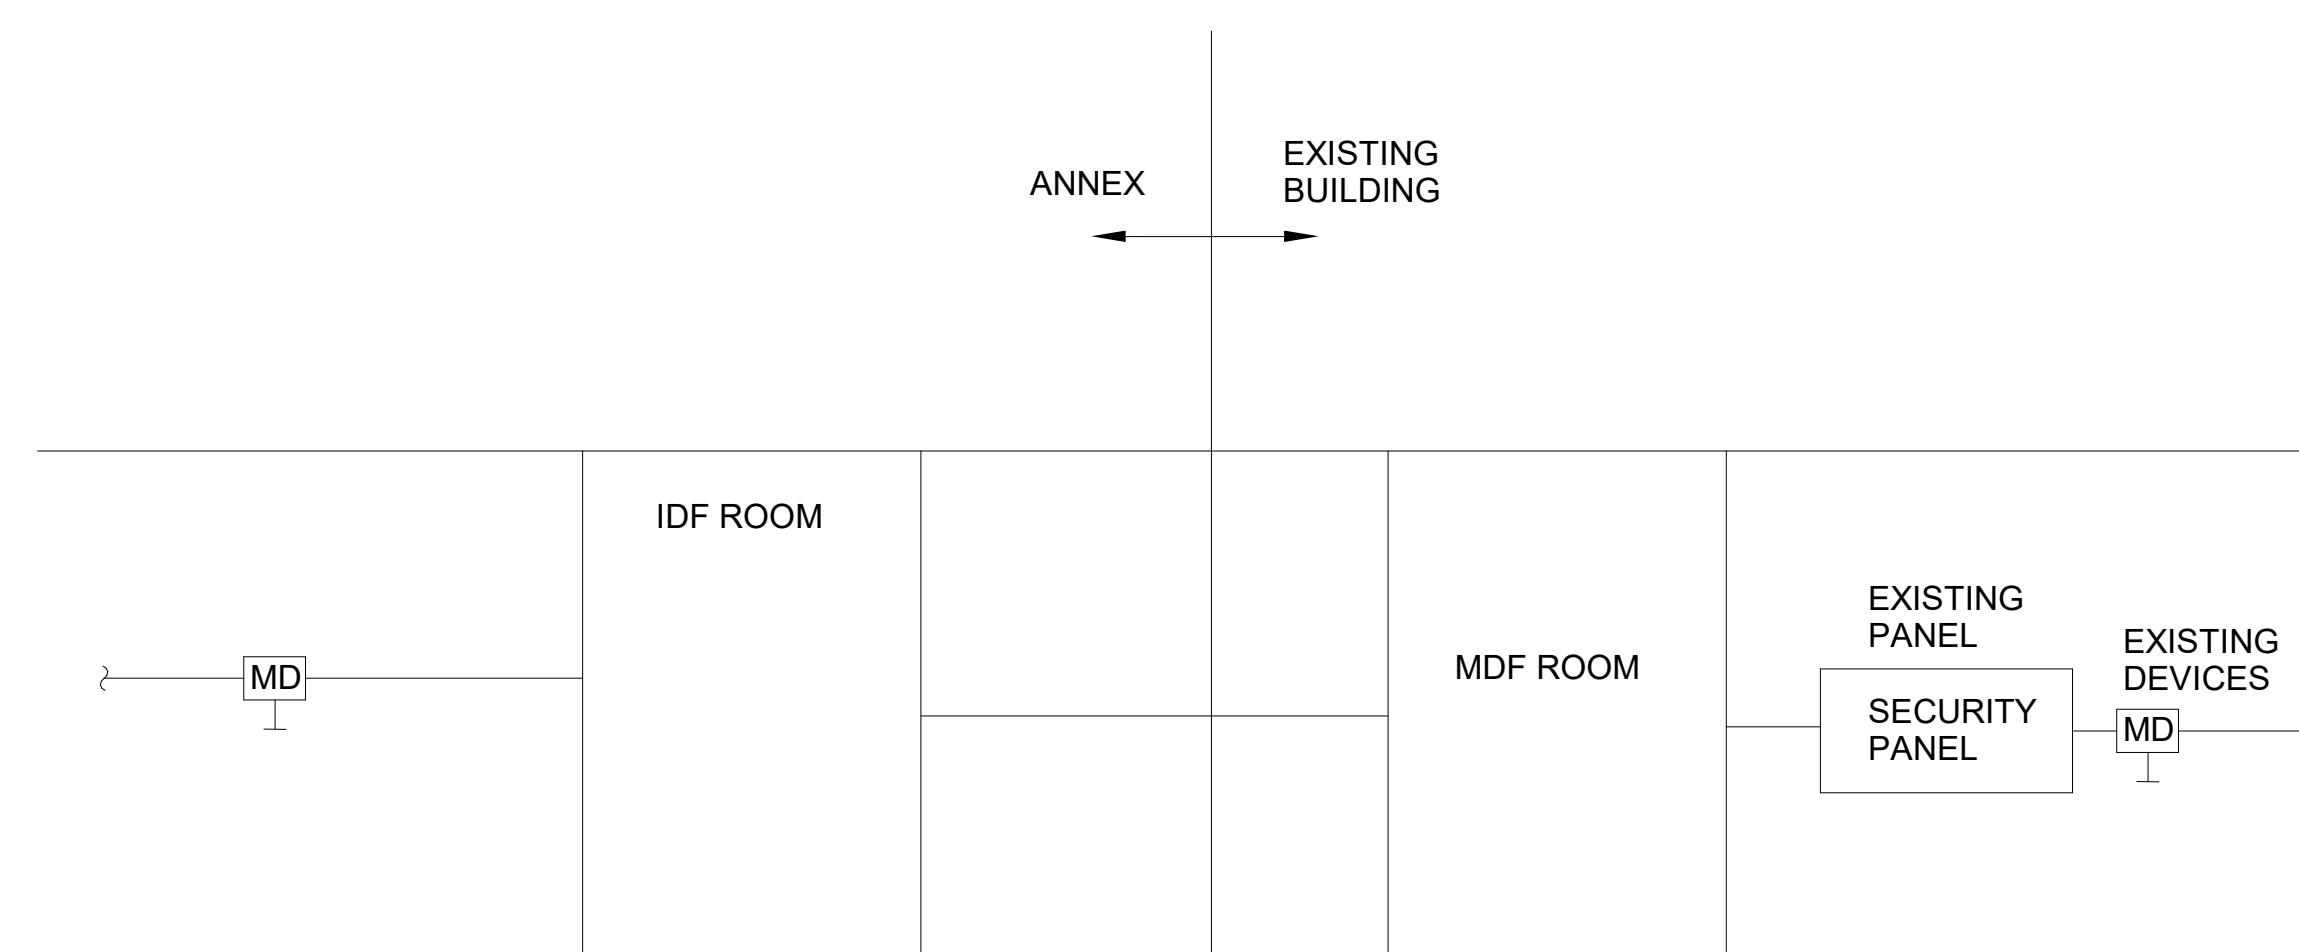 ANNEX
EXISTING
BUILDING
IDF ROOM
MDF ROOM
MD
EXISTING
PANEL
SECURITY
PANEL
EXISTING
DEVICES
MD